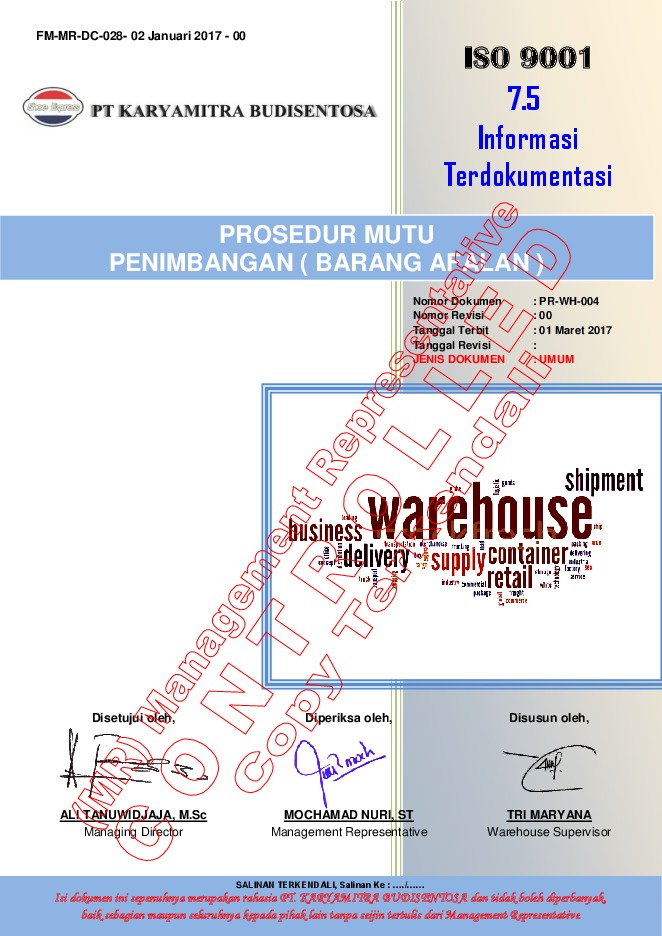 FM-MR-DC-028- 02 Januari 2017 - 00
ISO 9001
7.5
Informasi
Terdokumentasi
Shoe Express
PT KARYAMITRA BUDISENTOSA
PROSEDUR MUTU
PENIMBANGAN ( BARANG AFALAN )
Nomor Dokumen : PR-WH-004
Nomor Revisi : 00
Tanggal Terbit : 01 Maret 2017
Tanggal Revisi :
JENIS DOKUMEN : UMUM
(MR) Management Representative
CONTROLLED
Copy Terkendali
shipment
warehouse
business
delivery
supply
container
retail
Disetujui oleh, Diperiksa oleh, Disusun oleh,
ALI TANUWIDJAJA, M.Sc MOCHAMAD NURI, ST TRI MARYANA
Managing Director Management Representative Warehouse Supervisor
SALINAN TERKENDALI, Salinan Ke : ..../......
Isi dokumen ini sepenuhnya merupakan rahasia PT. KARYAMITRA BUDISENTOSA dan tidak boleh diperbanyak,
baik sebagian maupun seluruhnya kepada pihak lain tanpa seijin tertulis dari Management Representative